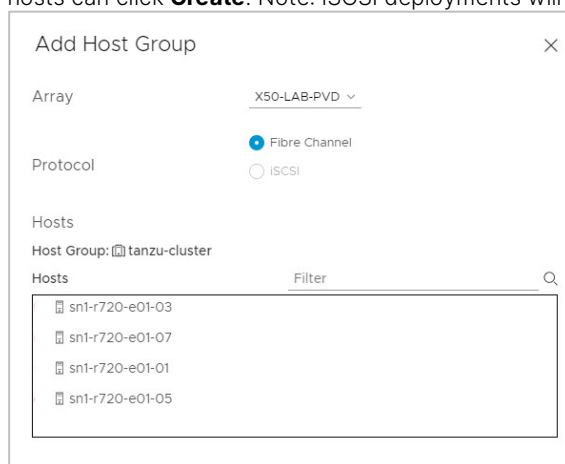 hosts can click Create. Note: iSCSI deployments will
Add Host Group
Array
X50-LAB-PVD
Fibre Channel
Protocol
iSCSI
Hosts
Host Group: tanzu-cluster
Hosts Filter
sn1-r720-e01-03
sn1-r720-e01-07
sn1-r720-e01-01
sn1-r720-e01-05